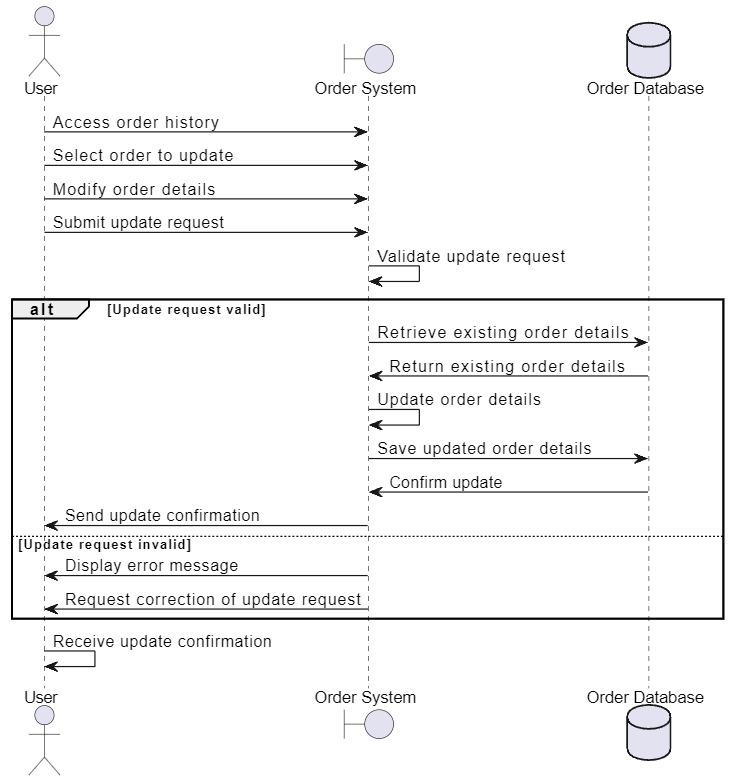 User
Order System
Order Database
Access order history
Select order to update
Modify order details
Submit update request
Validate update request
alt
[Update request valid]
Retrieve existing order details
Return existing order details
Update order details
Save updated order details
Confirm update
Send update confirmation
[Update request invalid]
Display error message
Request correction of update request
Receive update confirmation
User
Order System
Order Database